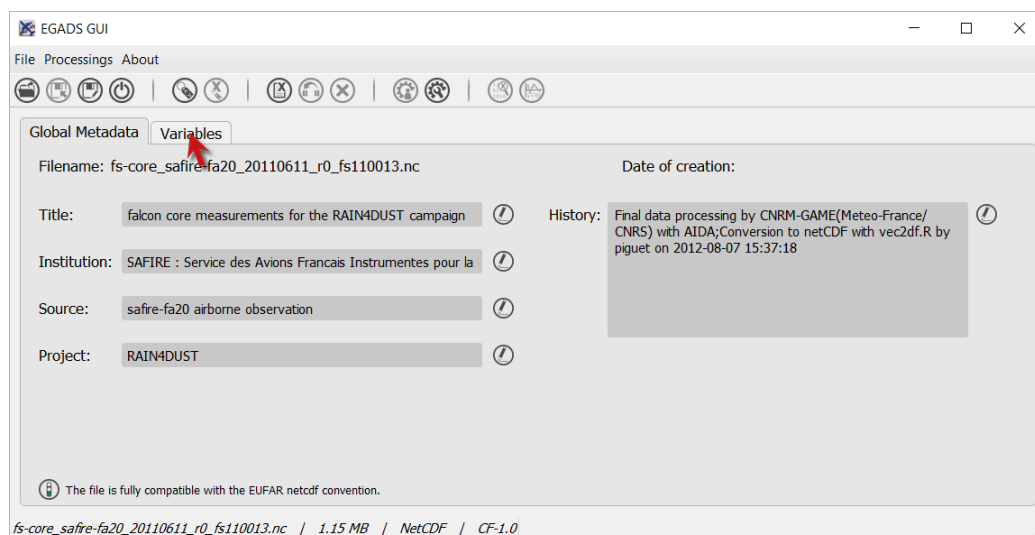 EGADS GUI
File Processings About
Global Metadata Variables
Filename: fs-core_safire-fa20_20110611_r0_fs110013.nc
Date of creation:
Title: falcon core measurements for the RAIN4DUST campaign
Institution: SAFIRE : Service des Avions Francais Instrumentes pour la
Source: safire-fa20 airborne observation
Project: RAIN4DUST
History: Final data processing by CNRM-GAME(Meteo-France/
CNRS) with AIDA;Conversion to netCDF with vec2df.R by
piguet on 2012-08-07 15:37:18
The file is fully compatible with the EUFAR netcdf convention.
fs-core_safire-fa20_20110611_r0_fs110013.nc | 1.15 MB | NetCDF | CF-1.0